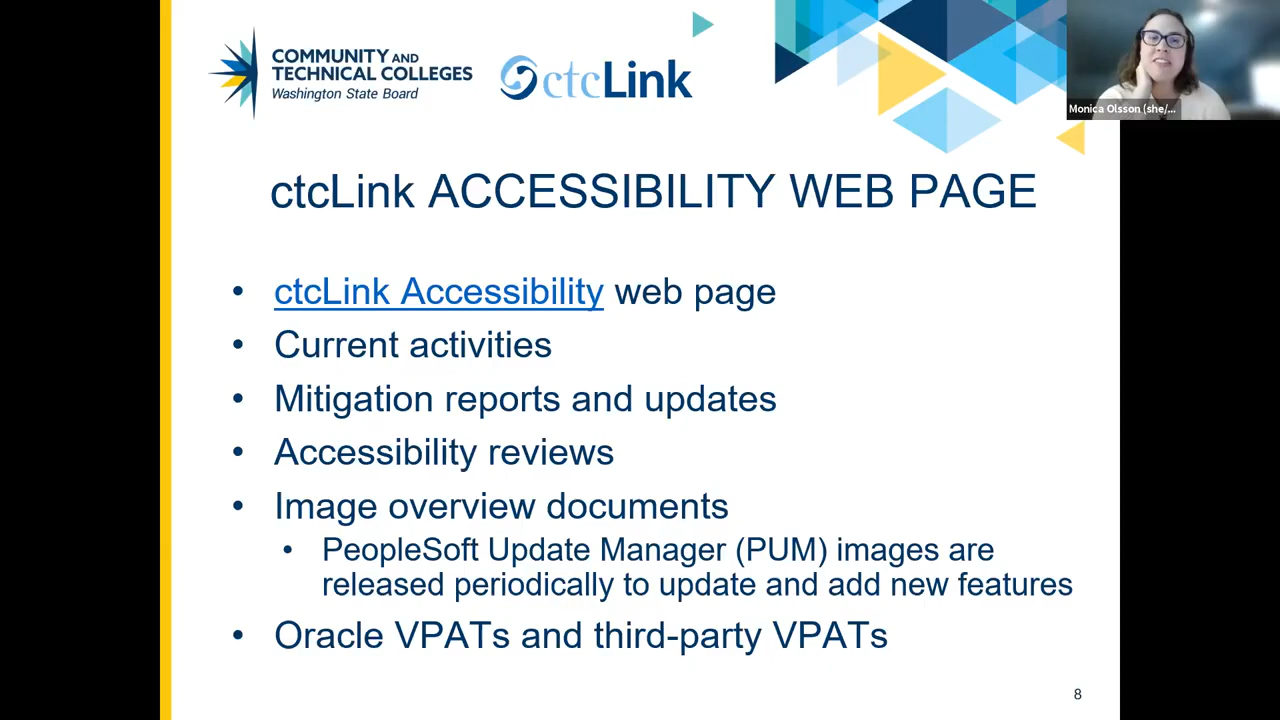 COMMUNITY AND
TECHNICAL COLLEGES
Washington State Board
ctcLink
Monica Olsson (she/...
ctcLink ACCESSIBILITY WEB PAGE
• ctcLink Accessibility web page
• Current activities
• Mitigation reports and updates
• Accessibility reviews
• Image overview documents
• PeopleSoft Update Manager (PUM) images are
released periodically to update and add new features
• Oracle VPATs and third-party VPATs
8